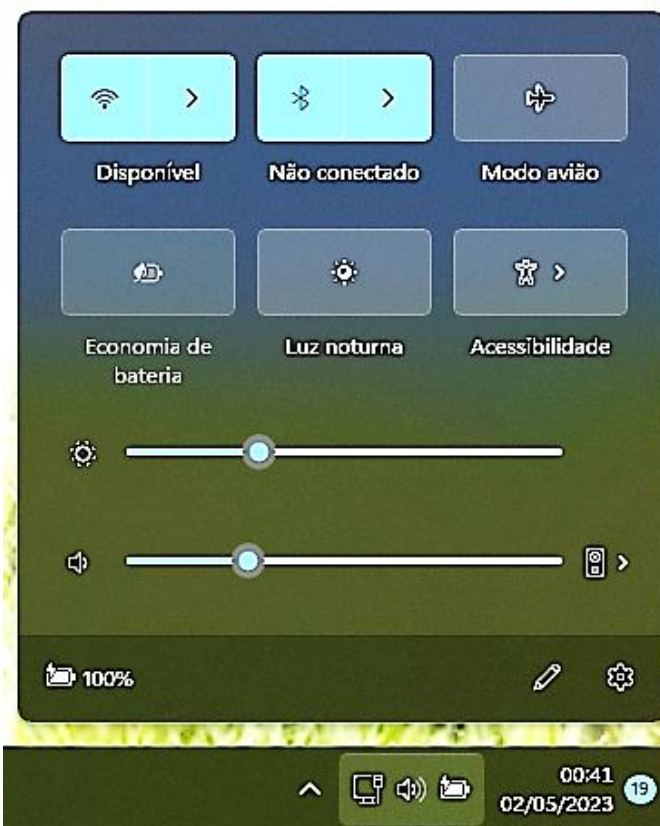 Disponível
Não conectado
Modo avião
Economia de
bateria
Luz noturna
Acessibilidade
100%
00:41
02/05/2023
19